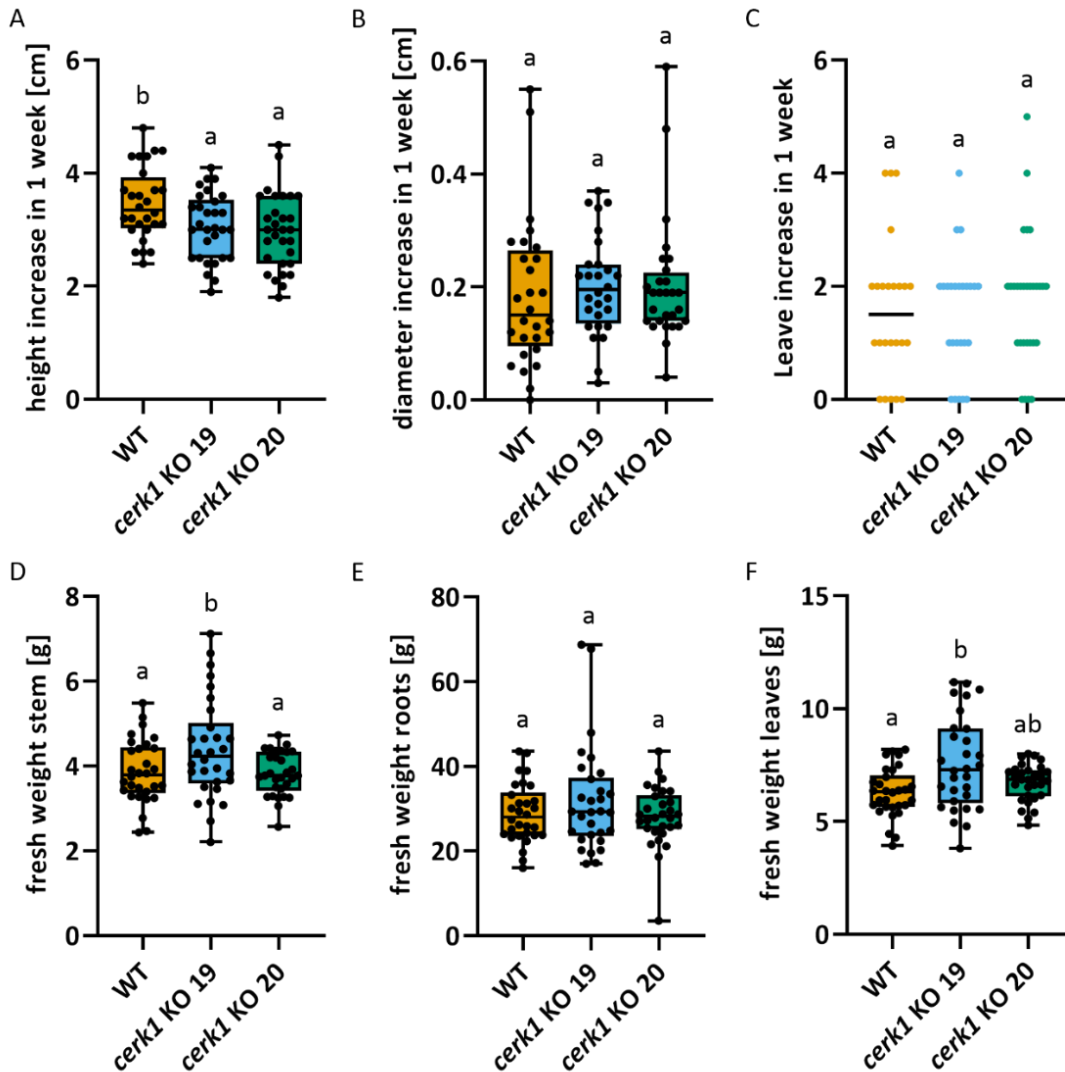 A
height increase in 1 week [cm]
6
4
2
0
b
a
a
WT
cerk1 KO 19
cerk1 KO 20
B
diameter increase in 1 week [cm]
0.6
0.4
0.2
0.0
a
a
a
WT
cerk1 KO 19
cerk1 KO 20
C
Leave increase in 1 week
6
4
2
0
a
a
a
WT
cerk1 KO 19
cerk1 KO 20
D
fresh weight stem [g]
8
6
4
2
0
a
b
a
WT
cerk1 KO 19
cerk1 KO 20
E
fresh weight roots [g]
80
60
40
20
0
a
a
a
WT
cerk1 KO 19
cerk1 KO 20
F
fresh weight leaves [g]
15
10
5
0
a
b
ab
WT
cerk1 KO 19
cerk1 KO 20